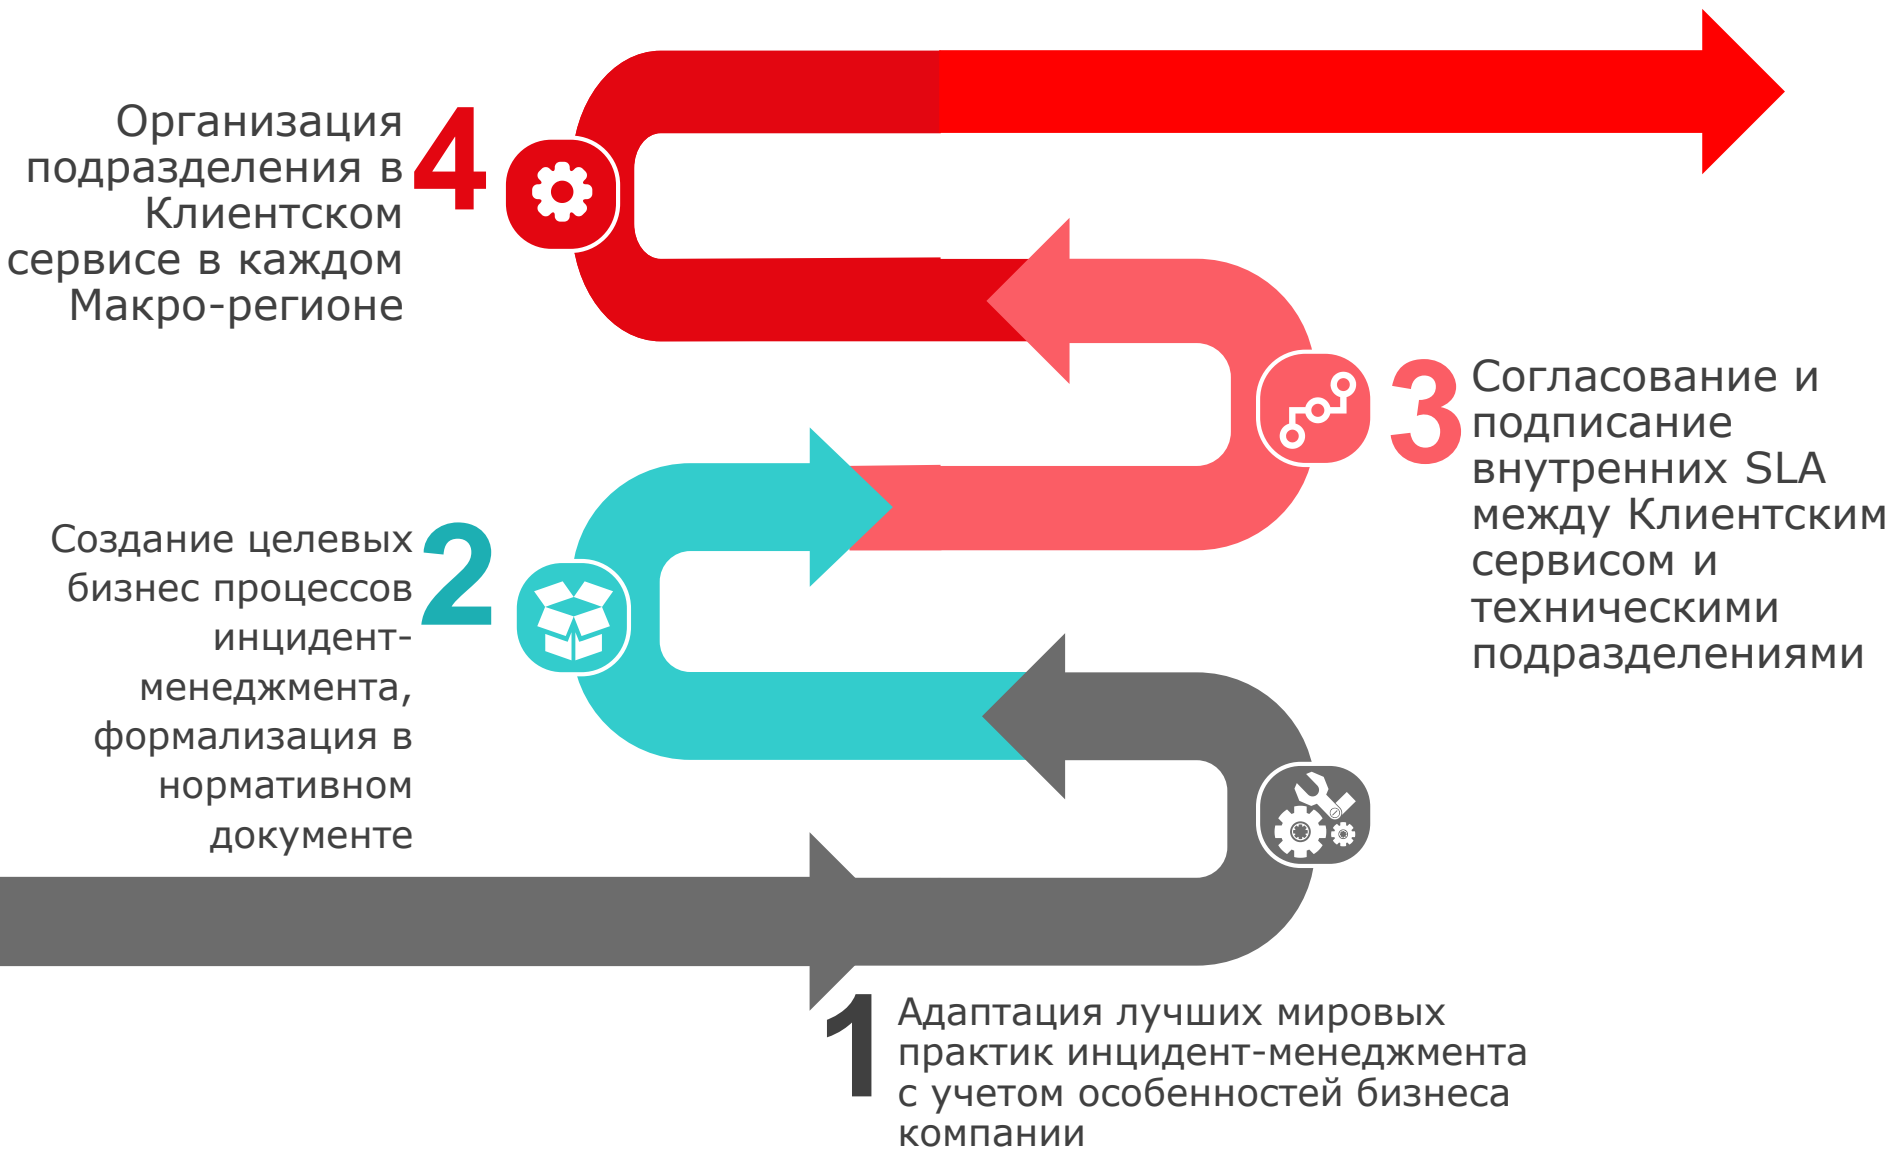 4
Организация
подразделения в
Клиентском
сервисе в каждом
Макро-регионе
3
Согласование и
подписание
внутренних SLA
между Клиентским
сервисом и
техническими
подразделениями
2
Создание целевых
бизнес процессов
инцидент-
менеджмента,
формализация в
нормативном
документе
1
Адаптация лучших мировых
практик инцидент-менеджмента
с учетом особенностей бизнеса
компании